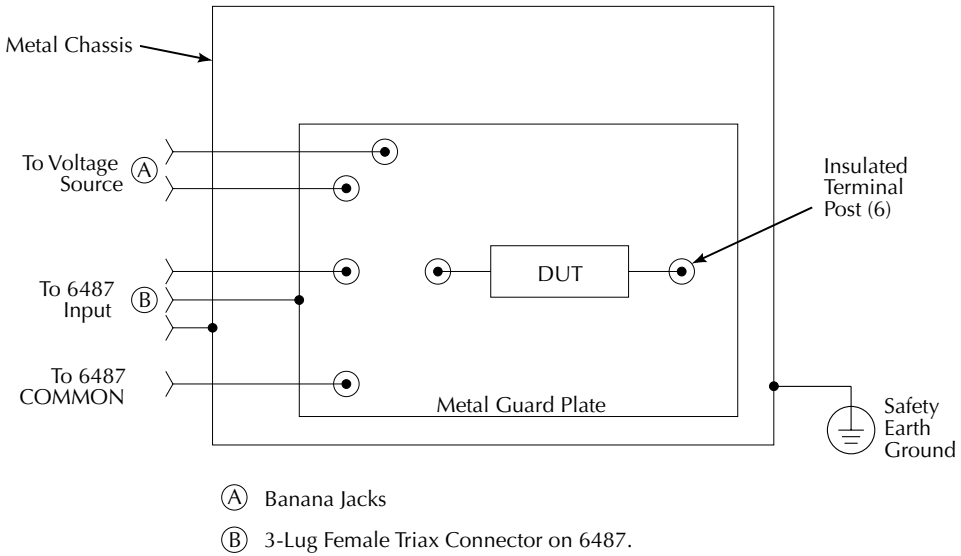 Metal Chassis
To Voltage
Source
A
Insulated
Terminal
Post (6)
DUT
To 6487
Input
B
To 6487
COMMON
Metal Guard Plate
Safety
Earth
Ground
A Banana Jacks
B 3-Lug Female Triax Connector on 6487.